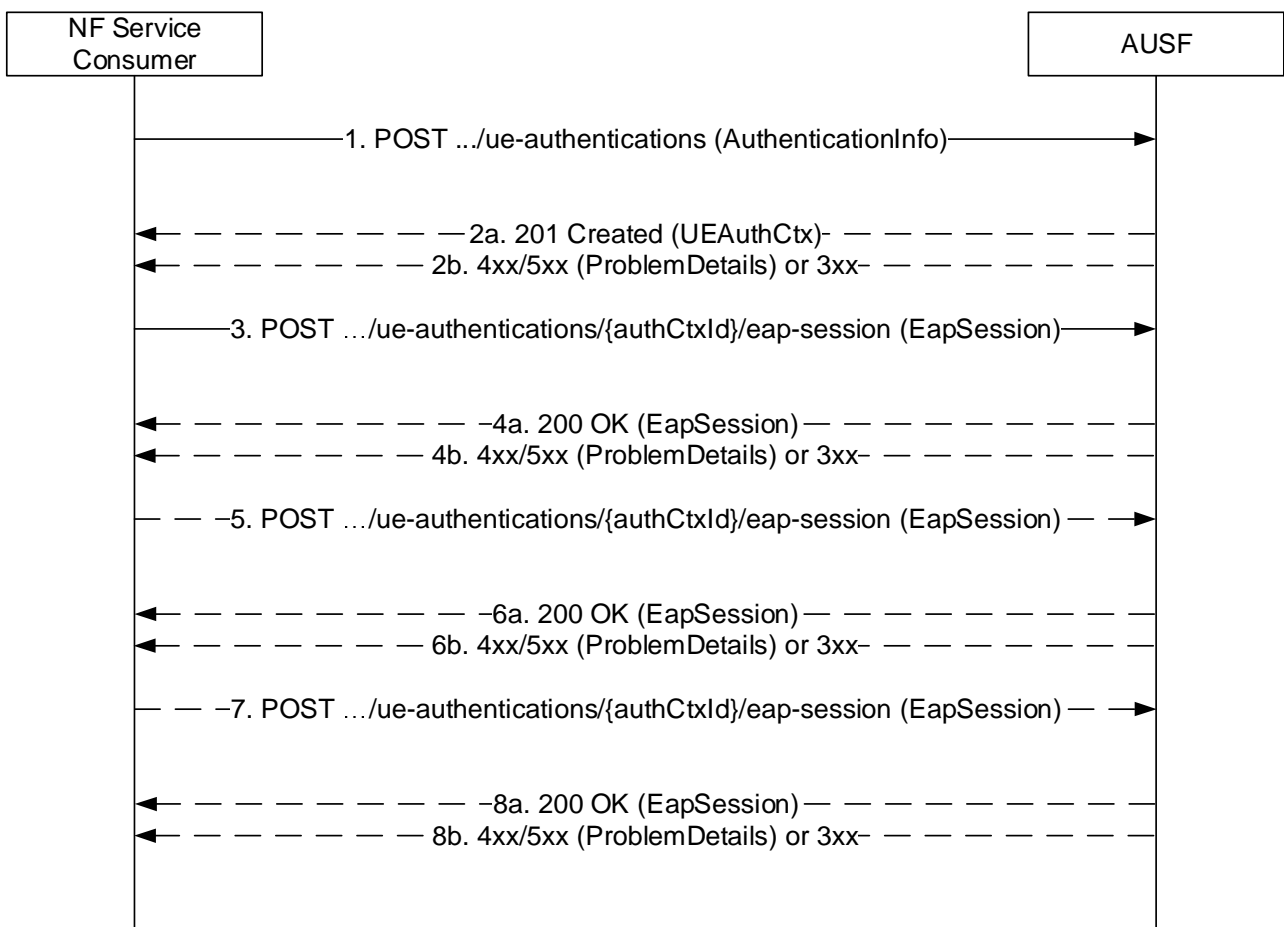 NF Service
Consumer
AUSF
1. POST .../ue-authentications (AuthenticationInfo)
2a. 201 Created (UEAuthCtx)
2b. 4xx/5xx (ProblemDetails) or 3xx
3. POST …/ue-authentications/{authCtxId}/eap-session (EapSession)
4a. 200 OK (EapSession)
4b. 4xx/5xx (ProblemDetails) or 3xx
5. POST …/ue-authentications/{authCtxId}/eap-session (EapSession)
6a. 200 OK (EapSession)
6b. 4xx/5xx (ProblemDetails) or 3xx
7. POST …/ue-authentications/{authCtxId}/eap-session (EapSession)
8a. 200 OK (EapSession)
8b. 4xx/5xx (ProblemDetails) or 3xx